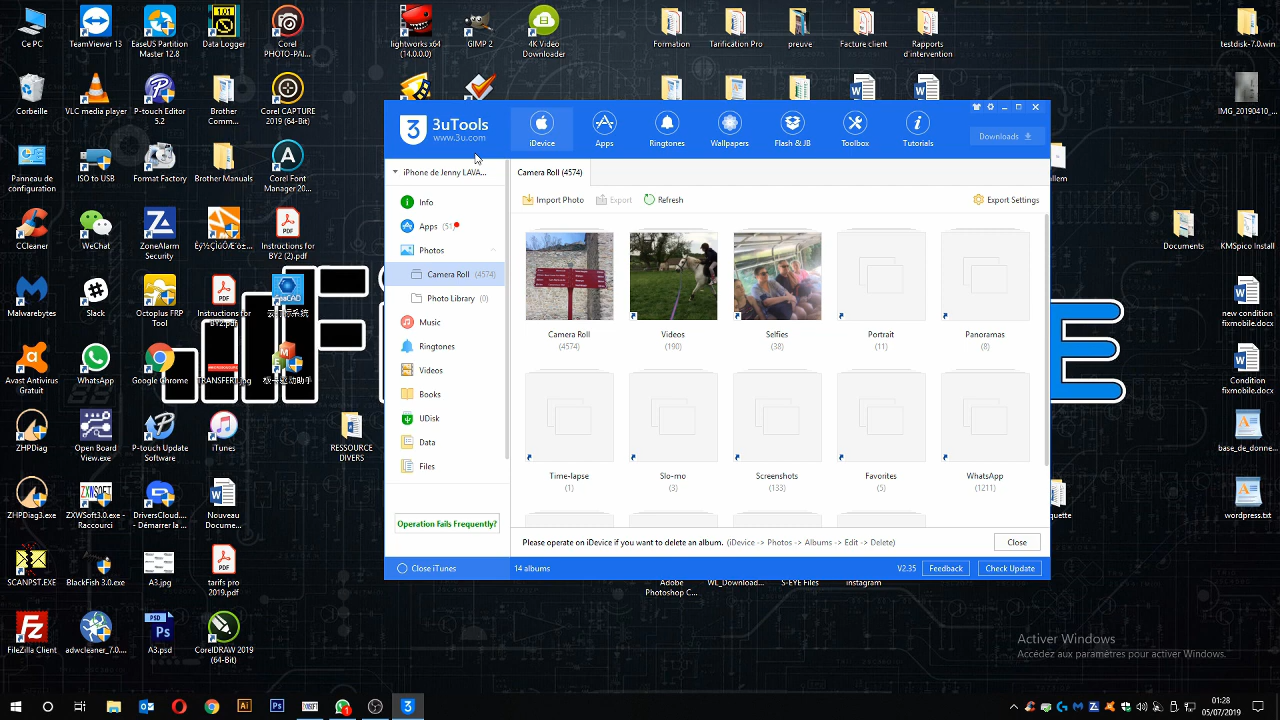 Ce PC
TeamViewer 13
EaseUS Partition
Master 12.8
Data Logger
Corel
PHOTO-PAI...
lightworks x64
(14.0.0.0)
GIMP 2
4K Video
Downloader
Formation
Tarification Pro
preuve
Facture client
Rapports
d'intervention
testdisk-7.0.win
Corbeille
VLC media player
P-touch Editor
5.2
Brother
Comm...
Corel CAPTURE
2019 (64-Bit)
IMG_20190410_...
Panneau de
configuration
ISO to USB
Format Factory
Brother Manuals
Corel Font
Manager 20...
CCleaner
WeChat
ZoneAlarm
Security
Instructions for
BY2 (2).pdf
Documents
KMSpice Install
Malwarebytes
Slack
Octoplus FRP
Tool
Instructions for
BY2.pdf
new condition
fixmobile.docx
Avast Antivirus
Gratuit
WhatsApp
Google Chrome
TRANSFERT.jpg
Condition
fixmobile.docx
ZHPDiag
Open Board
View.exe
P-touch Update
Software
iTunes
RESSOURCE
DIVERS
base_de_donne...
ZHPDiag3.exe
ZXWSoft3.0.exe -
Raccourci
DriversCloud...
- Démarrer la ...
Nouveau
Docume...
wordpress.txt
SCANPST.EXE
BlackFish 3.0.exe
A3.jpg
tarifs pro
2019.pdf
Adobe
Photoshop C...
WL_Download...
S-EYE Files
instagram
FileZilla Client
adwcleaner_7.0....
A3.psd
CorelDRAW 2019
(64-Bit)
3uTools
www.3u.com
iDevice
Apps
Ringtones
Wallpapers
Flash & JB
Toolbox
Tutorials
Downloads
iPhone de Jenny LAVA...
Camera Roll (4574)
Import Photo
Export
Refresh
Export Settings
Info
Apps (51)
Photos
Camera Roll (4574)
Photo Library (0)
Music
Ringtones
Videos
Books
UDisk
Data
Files
Operation Fails Frequently?
Camera Roll
(4574)
Videos
(190)
Selfies
(38)
Portrait
(11)
Panoramas
(8)
Time-lapse
(1)
Slo-mo
(3)
Screenshots
(133)
Favorites
(5)
WhatsApp
(1211)
Please operate on iDevice if you want to delete an album. (iDevice -> Photos -> Albums -> Edit -> Delete)
Close
Close iTunes
14 albums
V2.35
Feedback
Check Update
E
Activer Windows
Accédez aux paramètres pour activer Windows.
01:28
05/07/2019